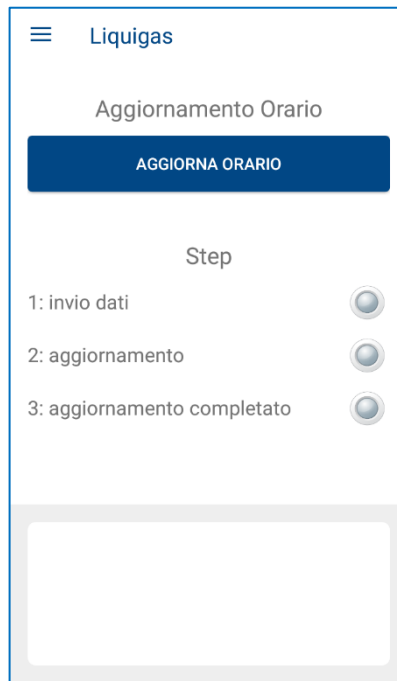 Liquigas
Aggiornamento Orario
AGGIORNA ORARIO
Step
1: invio dati
2: aggiornamento
3: aggiornamento completato